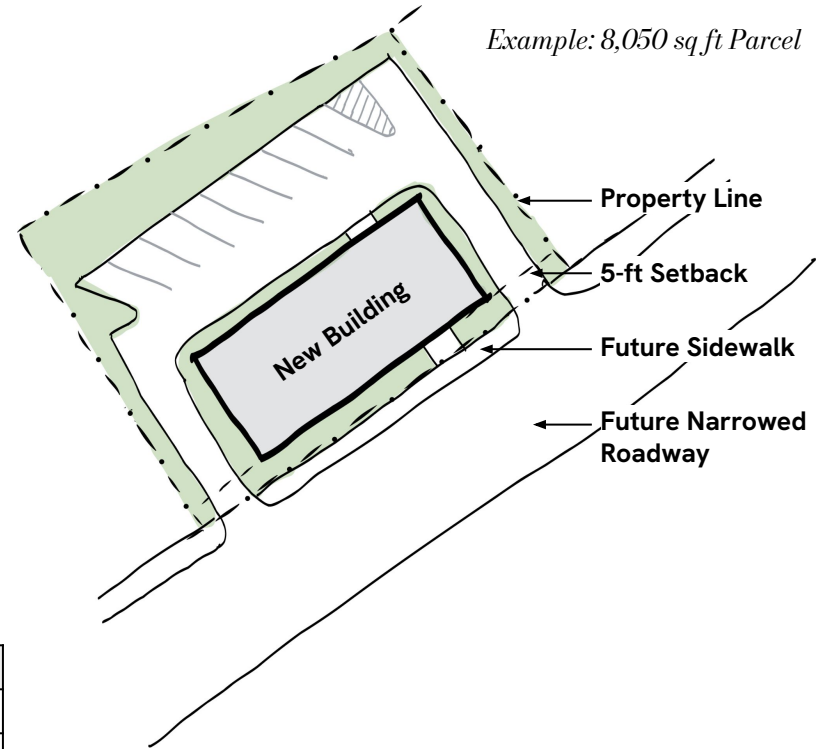 Example: 8,050 sq ft Parcel
Property Line
5-ft Setback
New Building
Future Sidewalk
Future Narrowed
Roadway